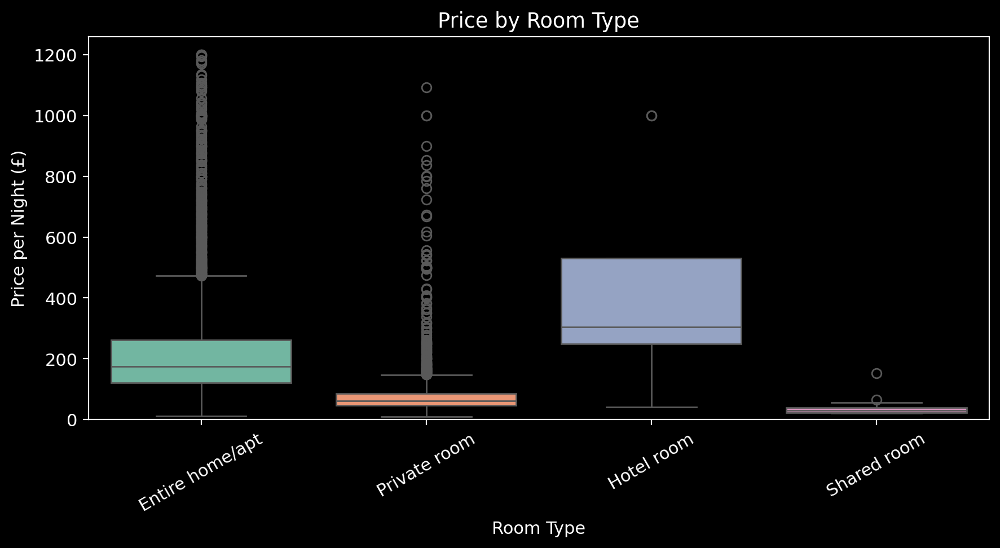 Price by Room Type
Price per Night (£)
1200
1000
800
600
400
200
0
Entire home/apt
Private room
Hotel room
Shared room
Room Type